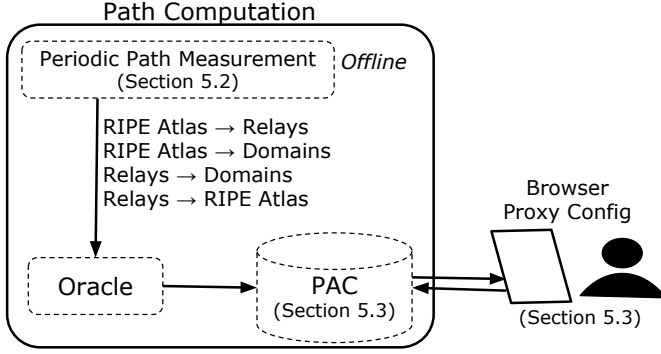 Path Computation
Periodic Path Measurement
(Section 5.2)
Offline
RIPE Atlas → Relays
RIPE Atlas → Domains
Relays → Domains
Relays → RIPE Atlas
Browser
Proxy Config
Oracle
PAC
(Section 5.3)
(Section 5.3)